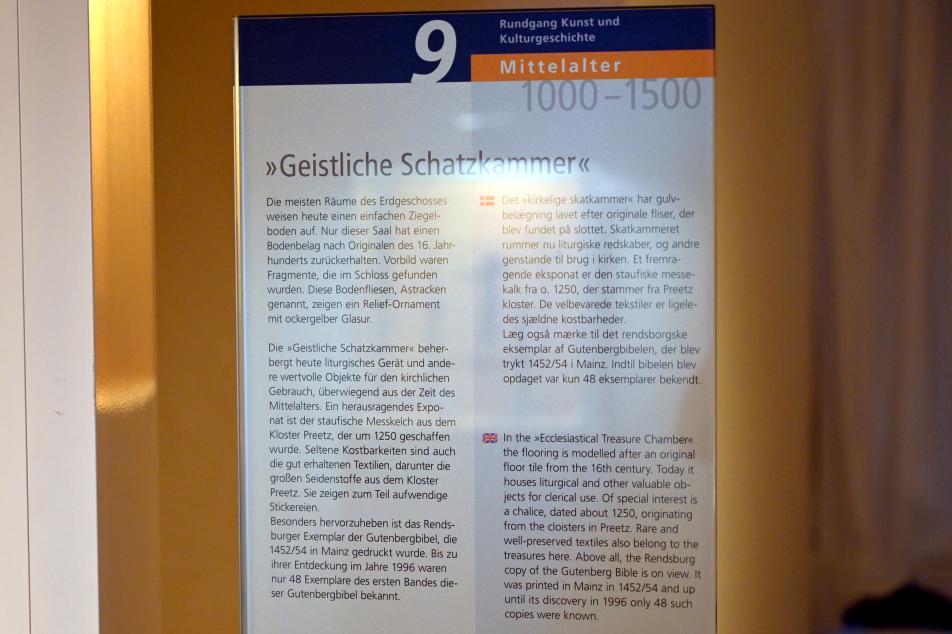 9
Rundgang Kunst und
Kulturgeschichte
Mittelalter
1000–1500
»Geistliche Schatzkammer«
Die meisten Räume des Erdgeschosses
weisen heute einen einfachen Ziegel-
boden auf. Nur dieser Saal hat einen
Bodenbelag nach Originalen des 16. Jahr-
hunderts zurückerhalten. Vorbild waren
Fragmente, die im Schloss gefunden
wurden. Diese Bodenfliesen, Astracken
genannt, zeigen ein Relief-Ornament
mit ockergelber Glasur.
Die »Geistliche Schatzkammer« beher-
bergt heute liturgisches Gerät und ande-
re wertvolle Objekte für den kirchlichen
Gebrauch, überwiegend aus der Zeit des
Mittelalters. Ein herausragendes Expo-
nat ist der staufische Messkelch aus dem
Kloster Preetz, der um 1250 geschaffen
wurde. Seltene Kostbarkeiten sind auch
die gut erhaltenen Textilien, darunter die
großen Seidenstoffe aus dem Kloster
Preetz. Sie zeigen zum Teil aufwendige
Stickereien.
Besonders hervorzuheben ist das Rends-
burger Exemplar der Gutenbergbibel, die
1452/54 in Mainz gedruckt wurde. Bis zu
ihrer Entdeckung im Jahre 1996 waren
nur 48 Exemplare des ersten Bandes die-
ser Gutenbergbibel bekannt.
Det »kirkelige skatkammer« har gulv-
belægning lavet efter originale fliser, der
blev fundet på slottet. Skatkammeret
rummer nu liturgiske redskaber, og andre
genstande til brug i kirken. Et fremra-
gende eksponat er den staufiske messe-
kalk fra o. 1250, der stammer fra Preetz
kloster. De velbevarede tekstiler er ligele-
des sjældne kostbarheder.
Læg også mærke til det rendsborgske
eksemplar af Gutenbergbibelen, der blev
trykt 1452/54 i Mainz. Indtil bibelen blev
opdaget var kun 48 eksemplarer bekendt.
In the »Ecclesiastical Treasure Chamber«
the flooring is modelled after an original
floor tile from the 16th century. Today it
houses liturgical and other valuable ob-
jects for clerical use. Of special interest is
a chalice, dated about 1250, originating
from the cloisters in Preetz. Rare and
well-preserved textiles also belong to the
treasures here. Above all, the Rendsburg
copy of the Gutenberg Bible is on view. It
was printed in Mainz in 1452/54 and up
until its discovery in 1996 only 48 such
copies were known.